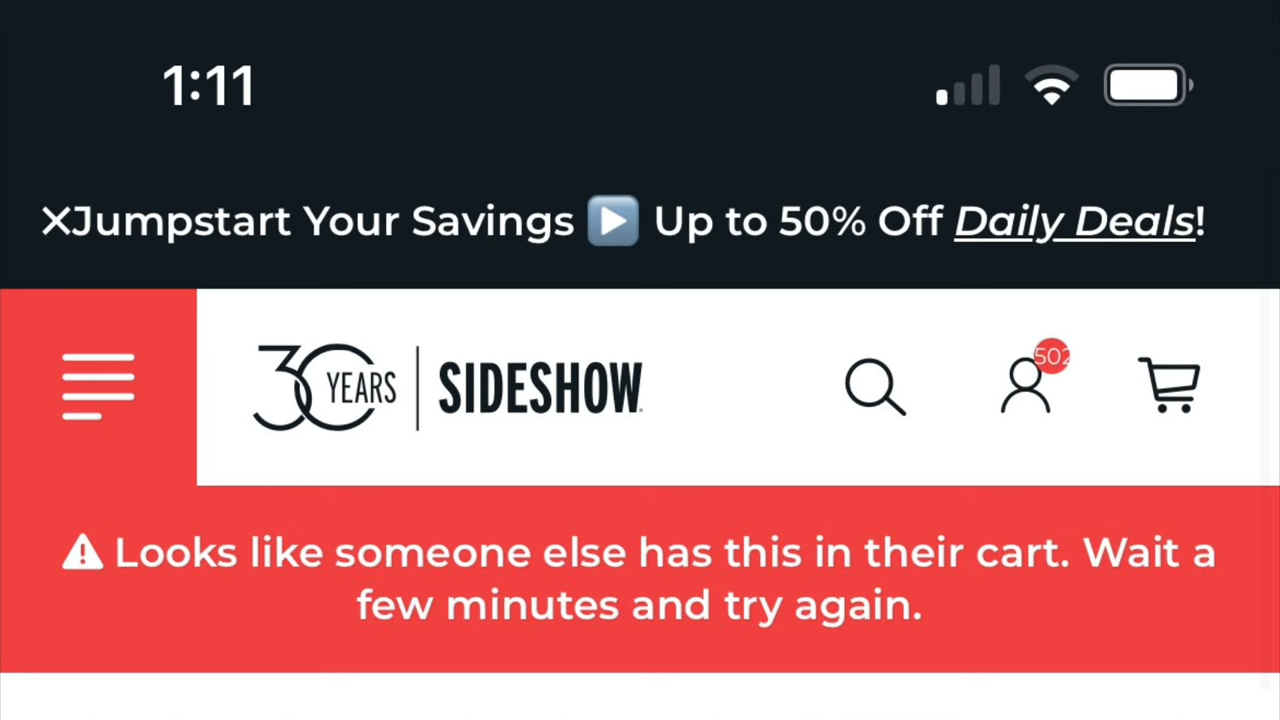 1:11
×Jumpstart Your Savings ▶️ Up to 50% Off Daily Deals!
30 YEARS SIDESHOW
502
⚠ Looks like someone else has this in their cart. Wait a
few minutes and try again.